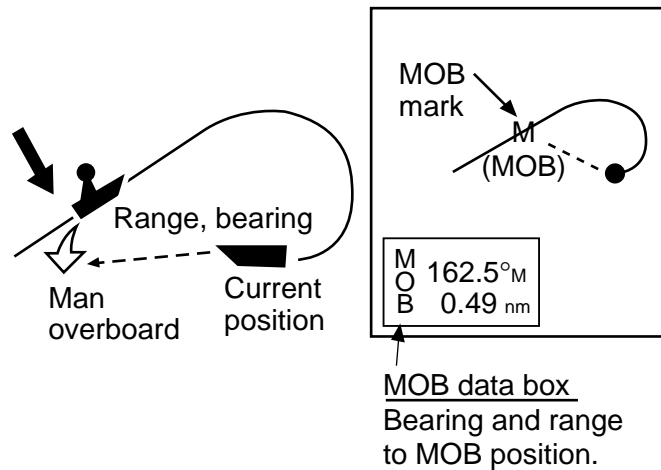 Range, bearing
Man
overboard
Current
position
MOB
mark
M
(MOB)
MOB 162.5°M
0.49 nm
MOB data box
Bearing and range
to MOB position.